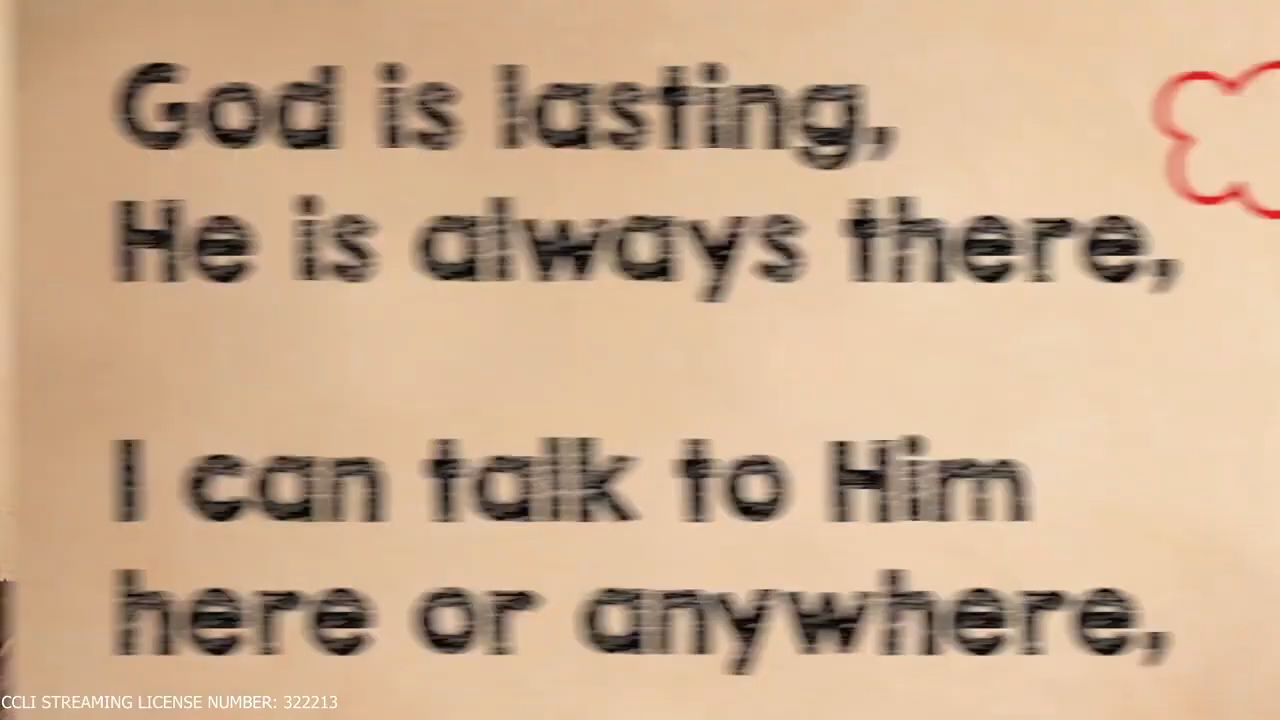 God is lasting,
He is always there,
I can talk to Him
here or anywhere,
CCLI STREAMING LICENSE NUMBER: 322213